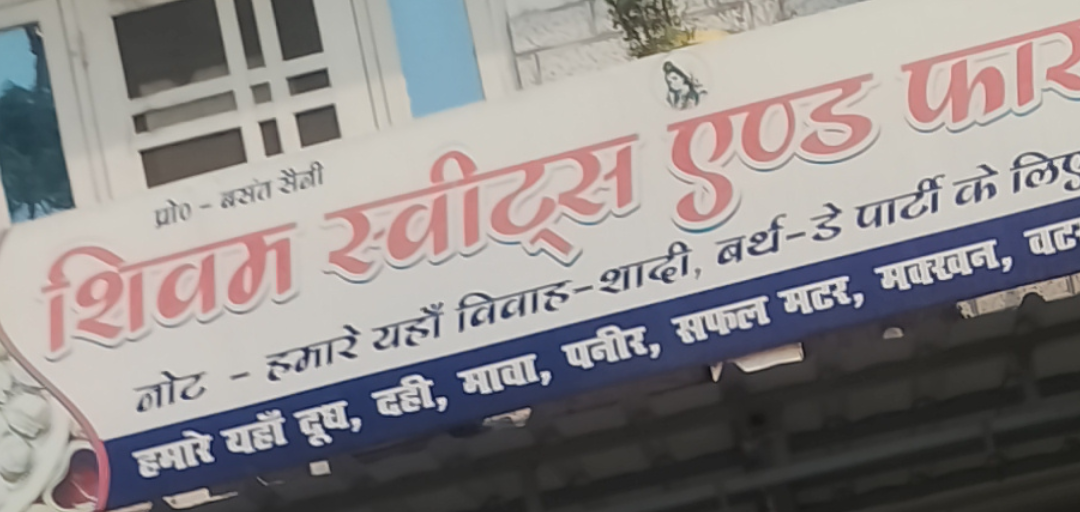 प्रो० - बसंत सैनी
शिवम स्वीट्स एण्ड
नोट - हमारे यहाँ विवाह-शादी, बर्थ-डे पार्टी के लिए
हमारे यहाँ दूध, दही, मावा, पनीर, सफल मटर, मक्खन,